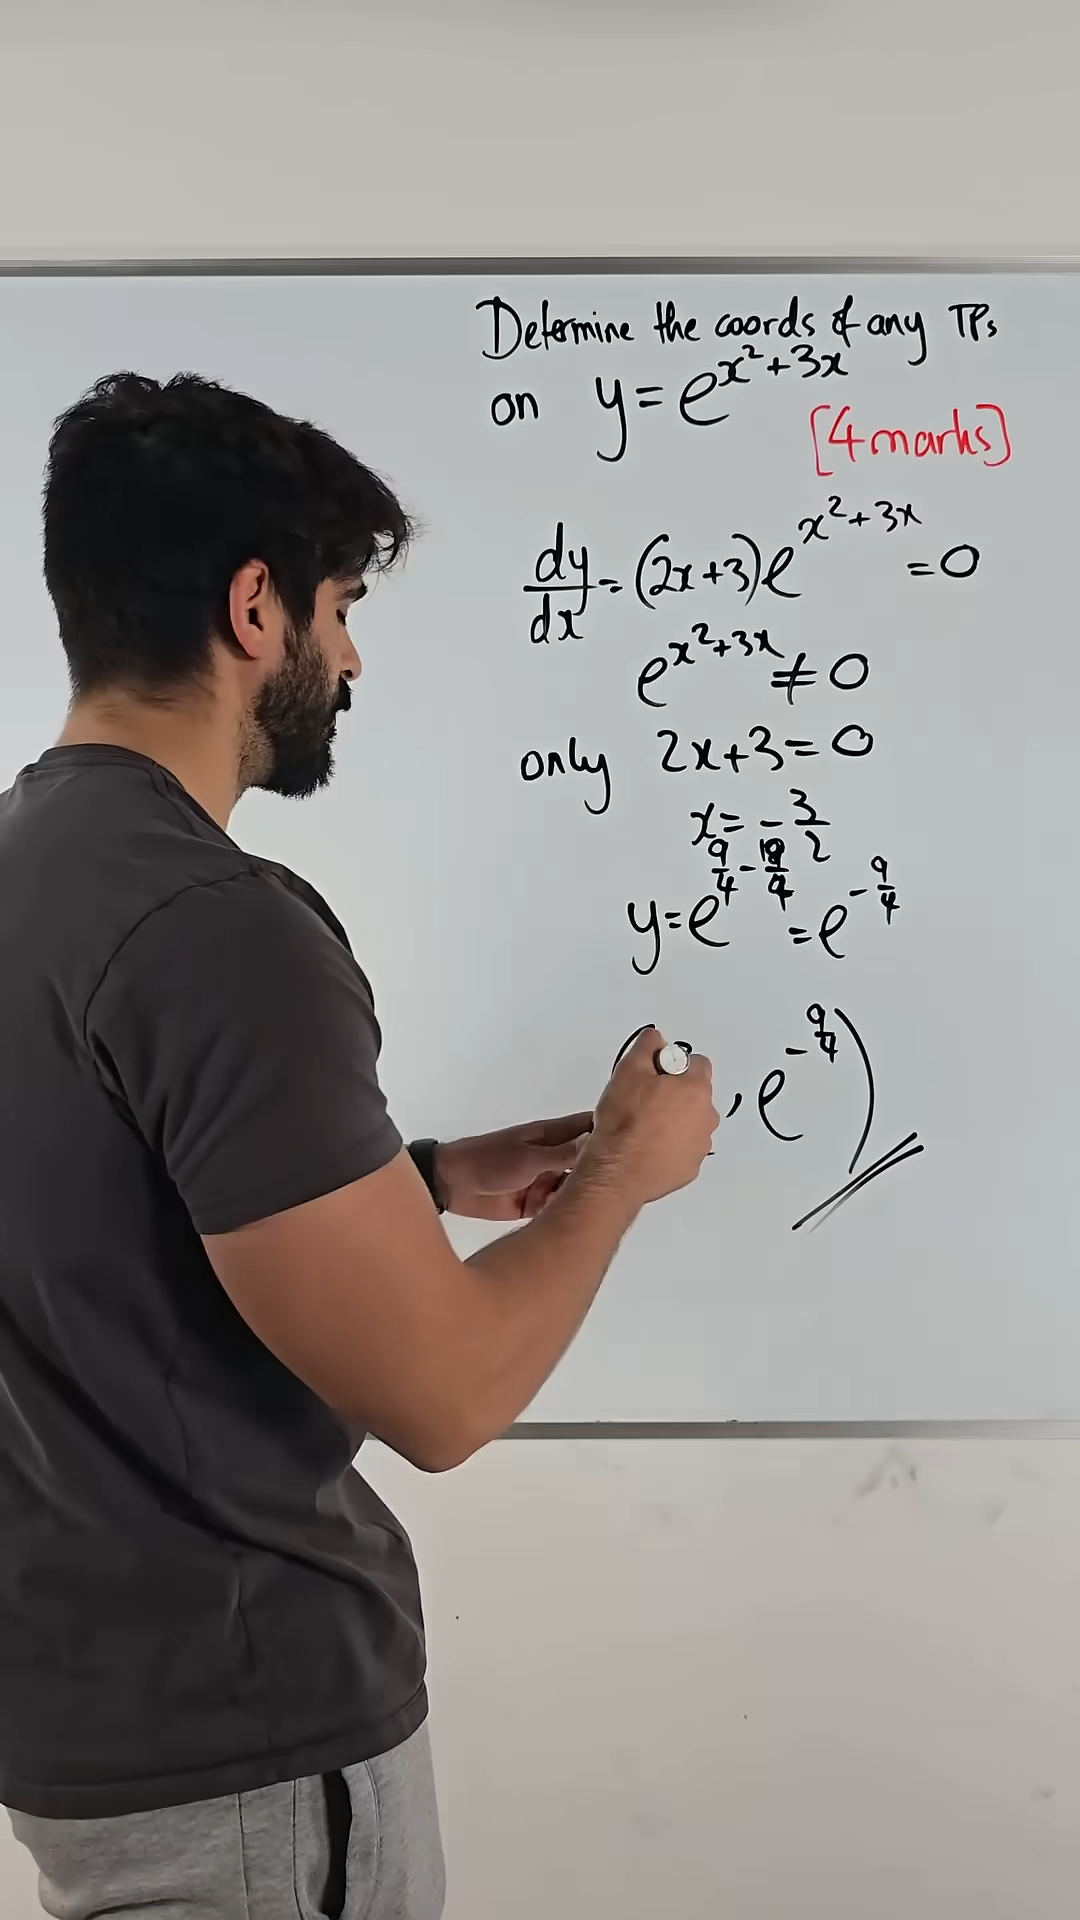 Determine the coords of any TPs
on y = e^{x² + 3x}
[4 marks]
dy/dx = (2x+3)e^{x² + 3x} = 0
e^{x² + 3x} ≠ 0
only 2x+3 = 0
x = -3/2
y = e^{9/4 - 18/4} = e^{-9/4}
( , e^{-9/4})